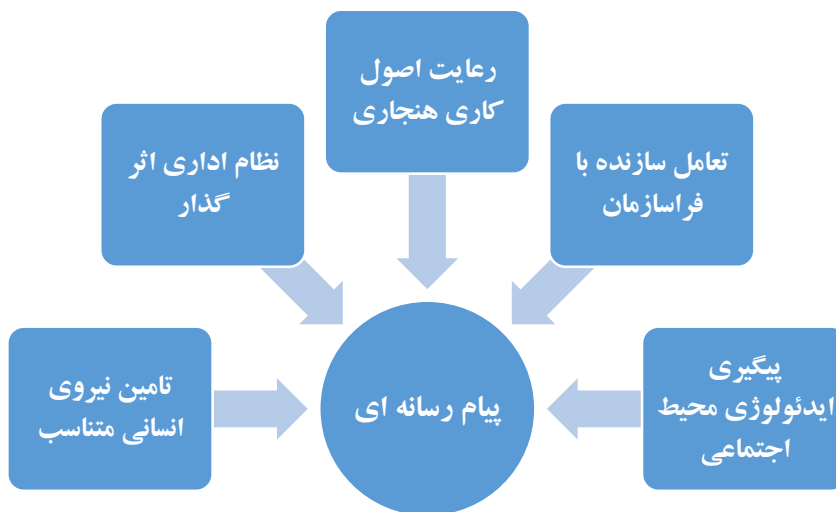 رعایت اصول
کاری هنجاری
تعامل سازنده با
فراسازمان
نظام اداری اثر
گذار
پیگیری
ایدئولوژی محیط
اجتماعی
پیام رسانه ای
تامین نیروی
انسانی متناسب